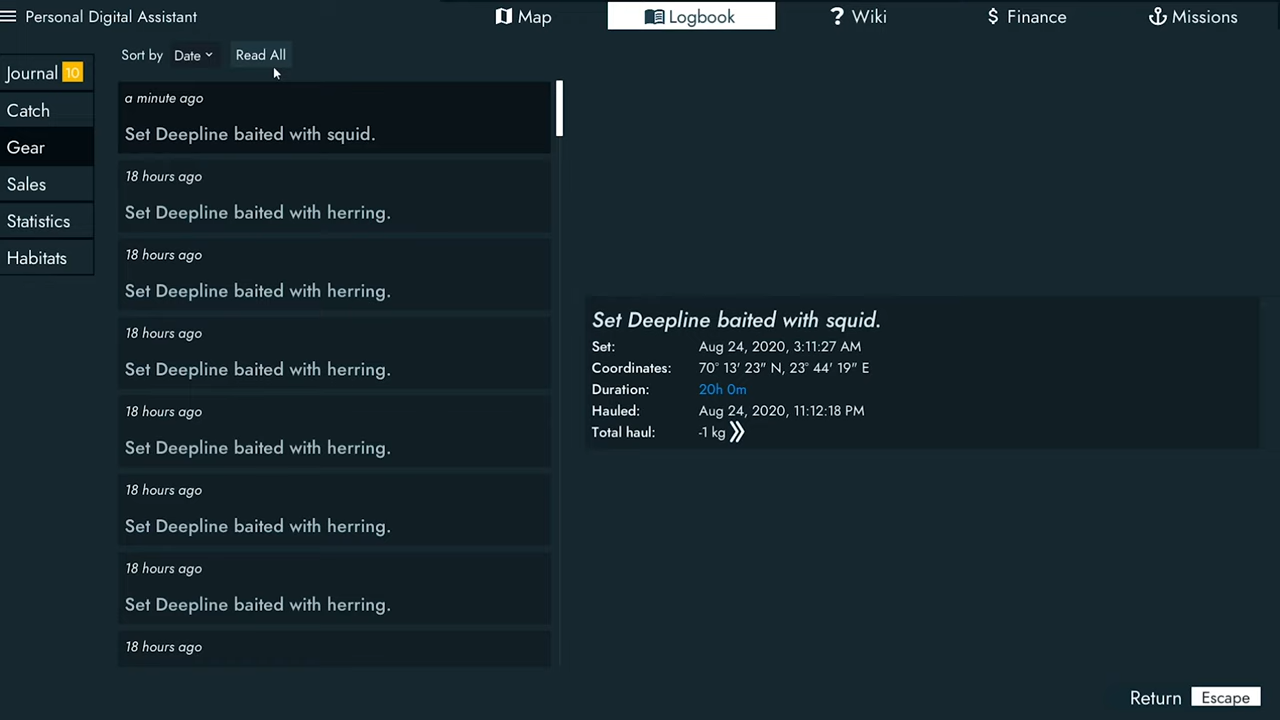 Personal Digital Assistant
Map
Logbook
? Wiki
$ Finance
Missions
Sort by Date Read All
Journal 10
Catch
Gear
Sales
Statistics
Habitats
a minute ago
Set Deepline baited with squid.
18 hours ago
Set Deepline baited with herring.
18 hours ago
Set Deepline baited with herring.
18 hours ago
Set Deepline baited with herring.
18 hours ago
Set Deepline baited with herring.
18 hours ago
Set Deepline baited with herring.
18 hours ago
Set Deepline baited with herring.
18 hours ago
Set Deepline baited with squid.
Set: Aug 24, 2020, 3:11:27 AM
Coordinates: 70° 13' 23" N, 23° 44' 19" E
Duration: 20h 0m
Hauled: Aug 24, 2020, 11:12:18 PM
Total haul: -1 kg
Return Escape